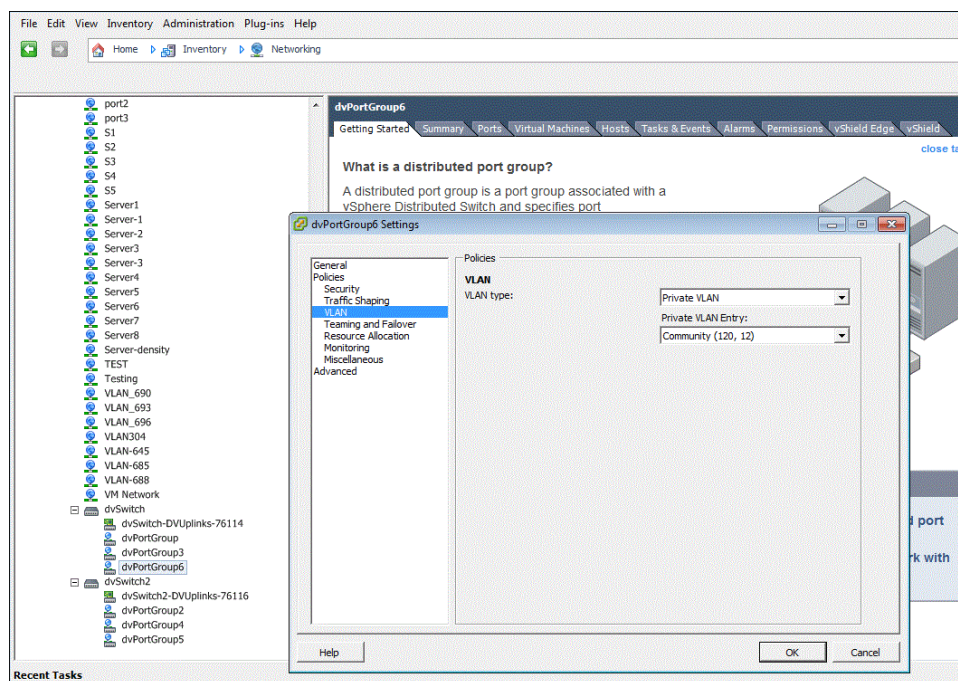 File Edit View Inventory Administration Plug-ins Help
Home Inventory Networking
port2
port3
S1
S2
S3
S4
S5
Server1
Server-1
Server-2
Server3
Server-3
Server4
Server5
Server6
Server7
Server8
Server-density
TEST
Testing
VLAN_690
VLAN_693
VLAN_696
VLAN304
VLAN-645
VLAN-685
VLAN-688
VM Network
dvSwitch
dvSwitch-DVUplinks-76114
dvPortGroup
dvPortGroup3
dvPortGroup6
dvSwitch2
dvSwitch2-DVUplinks-76116
dvPortGroup2
dvPortGroup4
dvPortGroup5
dvPortGroup6
Getting Started Summary Ports Virtual Machines Hosts Tasks & Events Alarms Permissions vShield Edge vShield
close ta
What is a distributed port group?
A distributed port group is a port group associated with a
vSphere Distributed Switch and specifies port
dvPortGroup6 Settings
General
Policies
Security
Traffic Shaping
VLAN
Teaming and Failover
Resource Allocation
Monitoring
Miscellaneous
Advanced
Policies
VLAN
VLAN type:
Private VLAN
Private VLAN Entry:
Community (120, 12)
Help OK Cancel
d port
rk with
Recent Tasks